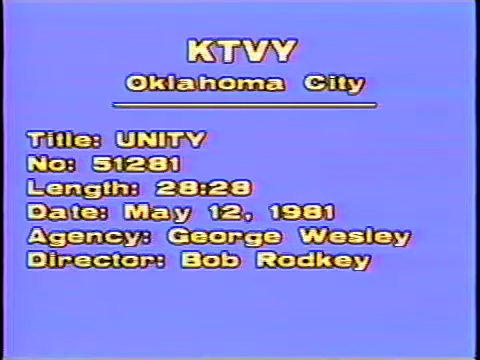 KTVY
Oklahoma City
Title: UNITY
No: 51281
Length: 28:28
Date: May 12, 1981
Agency: George Wesley
Director: Bob Rodkey